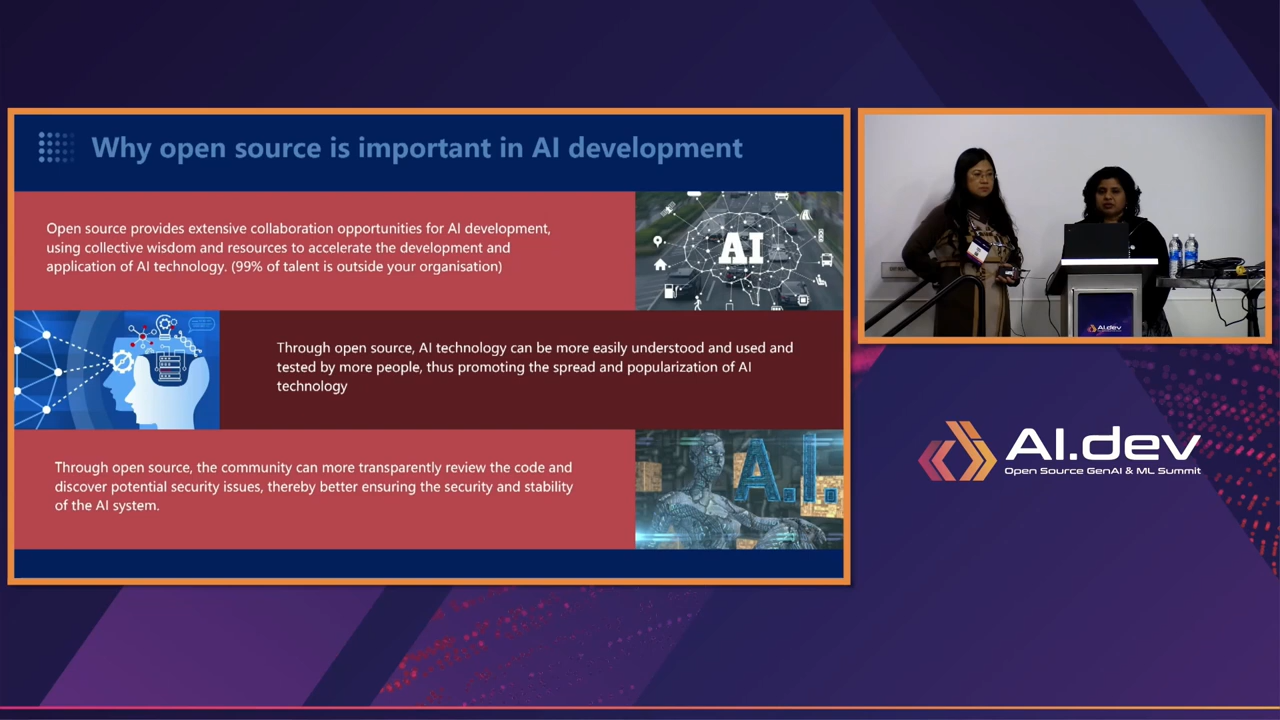 Why open source is important in AI development
Open source provides extensive collaboration opportunities for AI development,
using collective wisdom and resources to accelerate the development and
application of AI technology. (99% of talent is outside your organisation)
AI
Through open source, AI technology can be more easily understood and used and
tested by more people, thus promoting the spread and popularization of AI
technology
Through open source, the community can more transparently review the code and
discover potential security issues, thereby better ensuring the security and stability
of the AI system.
A.I.
AI.dev
AI.dev
Open Source GenAI & ML Summit